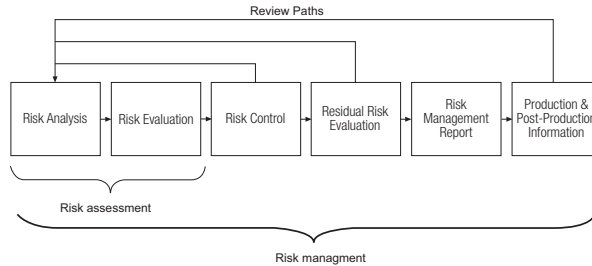 Review Paths
Risk Analysis
Risk Evaluation
Risk Control
Residual Risk
Evaluation
Risk
Management
Report
Production &
Post-Production
Information
Risk assessment
Risk managment